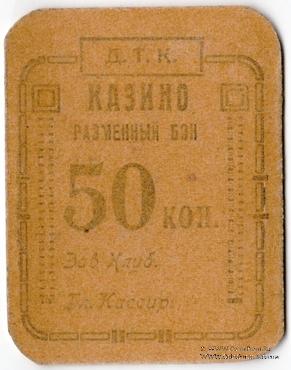 Д.Т.К.
КАЗИНО
РАЗМЕННЫЙ БОН
50 КОП.
Зав. Клуб.
Гл. Кассир.